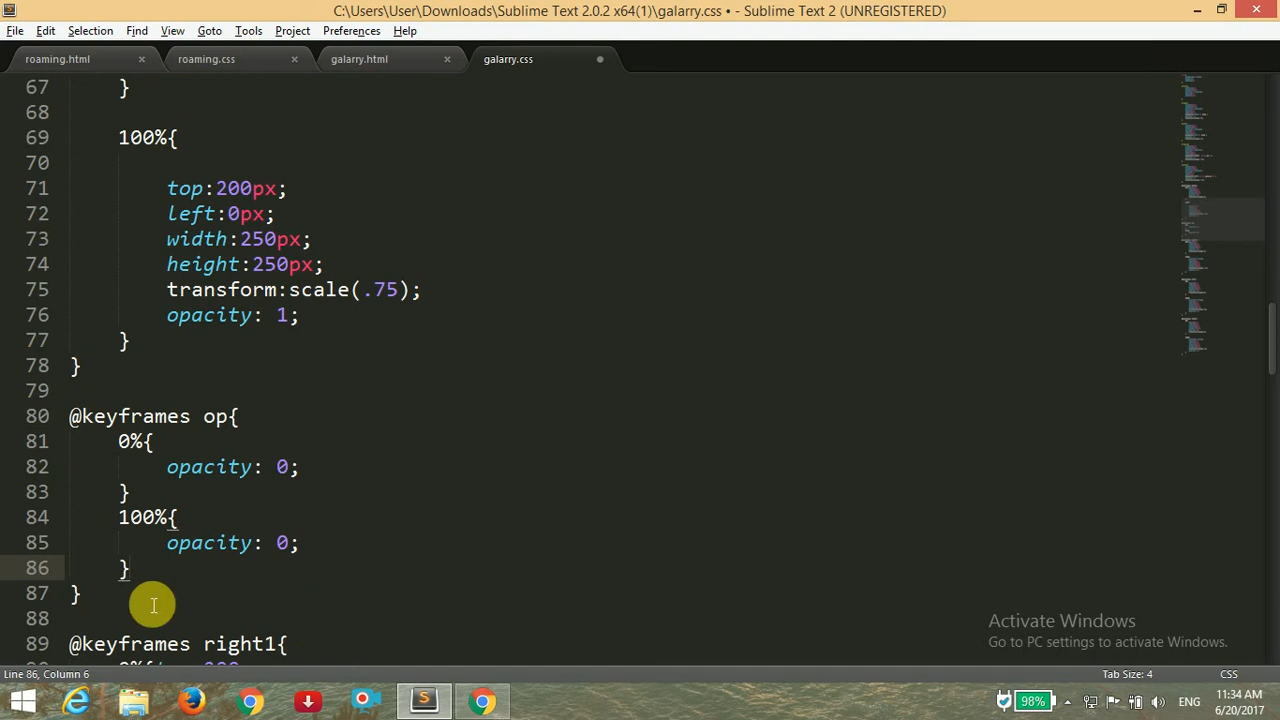 C:\Users\User\Downloads\Sublime Text 2.0.2 x64(1)\galarry.css • - Sublime Text 2 (UNREGISTERED)
File Edit Selection Find View Goto Tools Project Preferences Help
roaming.html roaming.css galarry.html galarry.css
67 }
68
69 100%{
70
71 top:200px;
72 left:0px;
73 width:250px;
74 height:250px;
75 transform:scale(.75);
76 opacity: 1;
77 }
78 }
79
80 @keyframes op{
81 0%{
82 opacity: 0;
83 }
84 100%{
85 opacity: 0;
86 }
87 }
88
89 @keyframes right1{
Activate Windows
Go to PC settings to activate Windows.
Line 86, Column 6 Tab Size: 4 CSS
98% ENG 11:34 AM
6/20/2017